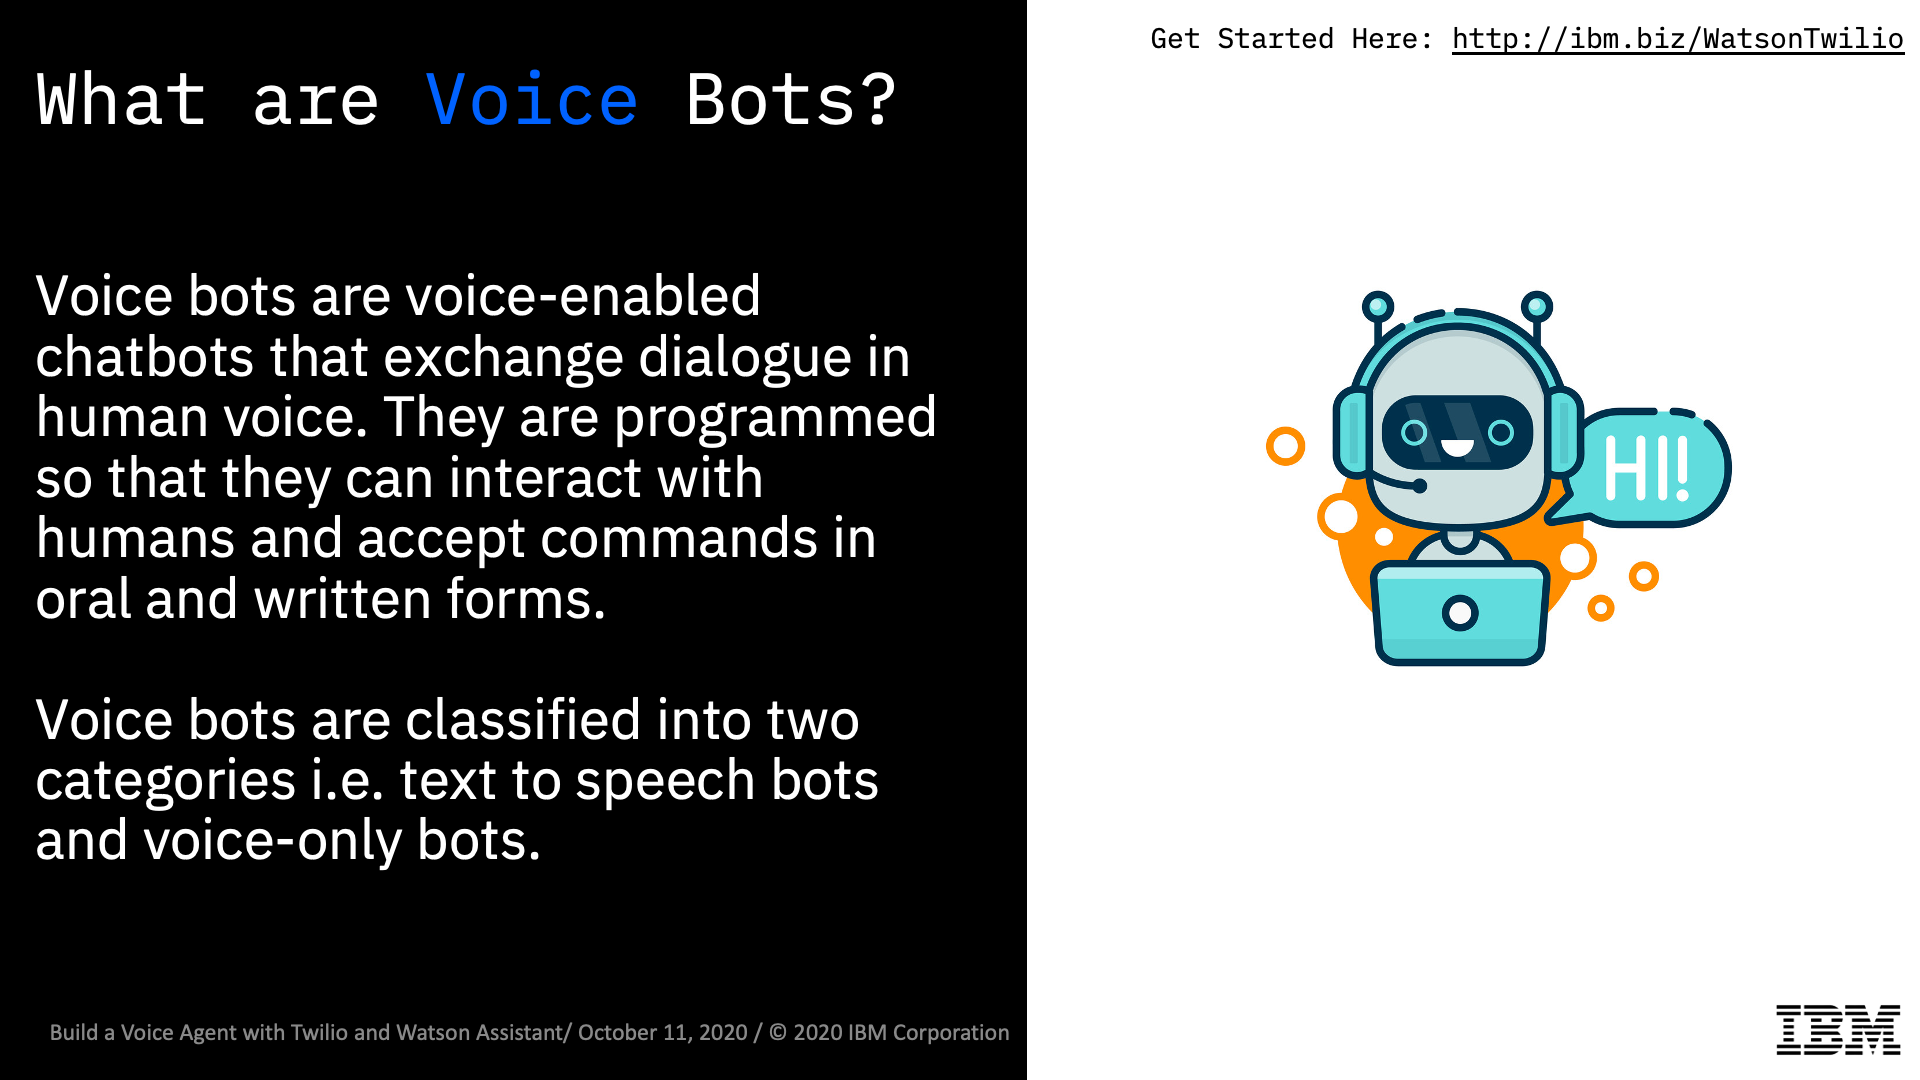 Get Started Here: http://ibm.biz/WatsonTwilio
What are Voice Bots?
Voice bots are voice-enabled
chatbots that exchange dialogue in
human voice. They are programmed
so that they can interact with
humans and accept commands in
oral and written forms.
Voice bots are classified into two
categories i.e. text to speech bots
and voice-only bots.
HI!
Build a Voice Agent with Twilio and Watson Assistant/ October 11, 2020 / © 2020 IBM Corporation
IBM